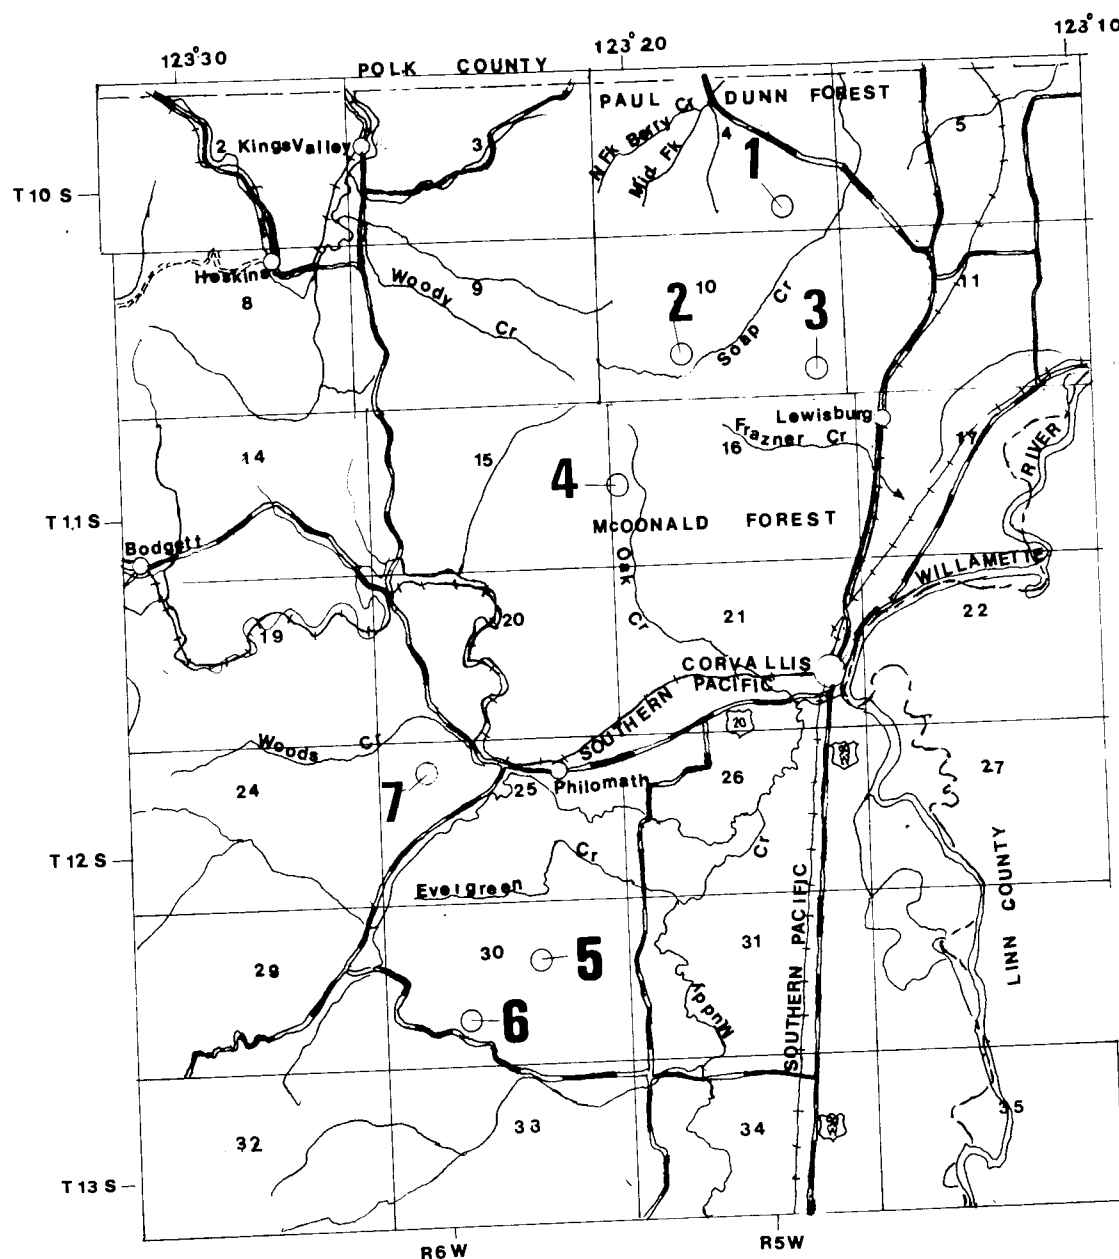 123°30
123°20
123°10
POLK COUNTY
PAUL DUNN FOREST
N Fk Berry Cr
Mid Fk
4
5
2
Kings Valley
3
1
T 10 S
Hoskins
8
Woody Cr
9
2
10
Soap Cr
3
11
Lewisburg
Frazner Cr
16
17
RIVER
14
15
4
T 11 S
McDONALD FOREST
Bodgett
Oak Cr
WILLAMETTE
19
20
21
22
CORVALLIS
SOUTHERN PACIFIC
20
Woods Cr
24
7
25
Philomath
26
27
T 12 S
Evergreen Cr
Cr
SOUTHERN PACIFIC
LINN COUNTY
29
30
5
31
6
Muddy
32
33
34
35
T 13 S
R6W
R5W